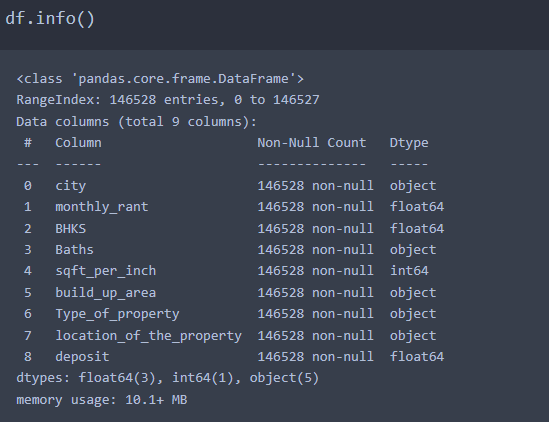 df.info()
<class 'pandas.core.frame.DataFrame'>
RangeIndex: 146528 entries, 0 to 146527
Data columns (total 9 columns):
 #   Column                    Non-Null Count   Dtype
---  ------                    --------------   -----
 0   city                      146528 non-null  object
 1   monthly_rant              146528 non-null  float64
 2   BHKS                      146528 non-null  float64
 3   Baths                     146528 non-null  object
 4   sqft_per_inch             146528 non-null  int64
 5   build_up_area             146528 non-null  object
 6   Type_of_property          146528 non-null  object
 7   location_of_the_property  146528 non-null  object
 8   deposit                   146528 non-null  float64
dtypes: float64(3), int64(1), object(5)
memory usage: 10.1+ MB